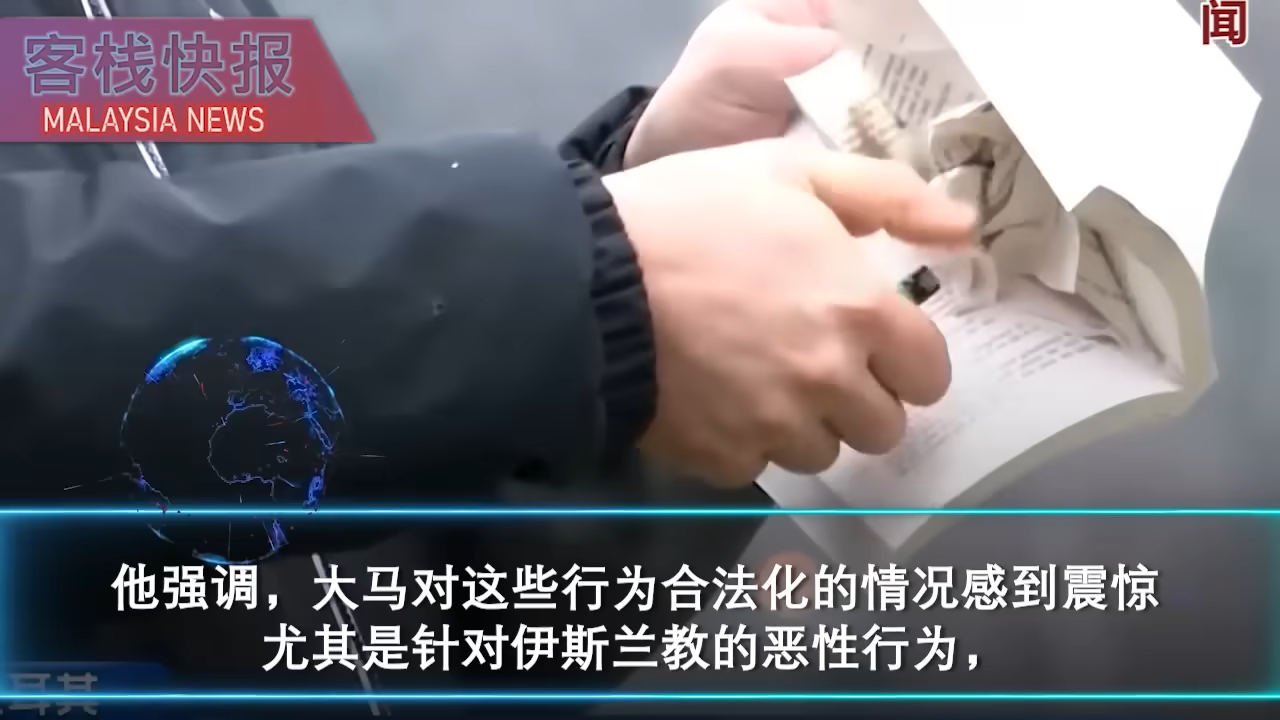 客栈快报
MALAYSIA NEWS
闻
他强调，大马对这些行为合法化的情况感到震惊
尤其是针对伊斯兰教的恶性行为，
耳其